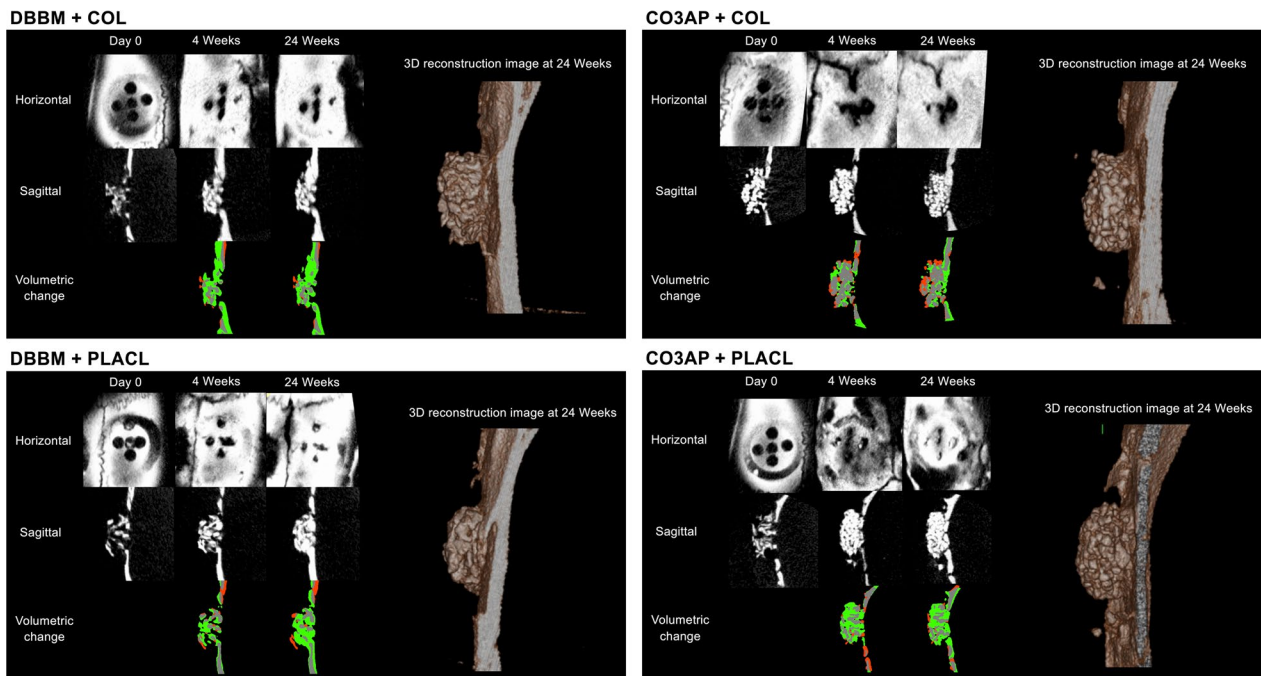 DBBM + COL
Day 0
4 Weeks
24 Weeks
3D reconstruction image at 24 Weeks
Horizontal
Sagittal
Volumetric
change
CO3AP + COL
Day 0
4 Weeks
24 Weeks
3D reconstruction image at 24 Weeks
Horizontal
Sagittal
Volumetric
change
DBBM + PLACL
Day 0
4 Weeks
24 Weeks
3D reconstruction image at 24 Weeks
Horizontal
Sagittal
Volumetric
change
CO3AP + PLACL
Day 0
4 Weeks
24 Weeks
3D reconstruction image at 24 Weeks
Horizontal
Sagittal
Volumetric
change